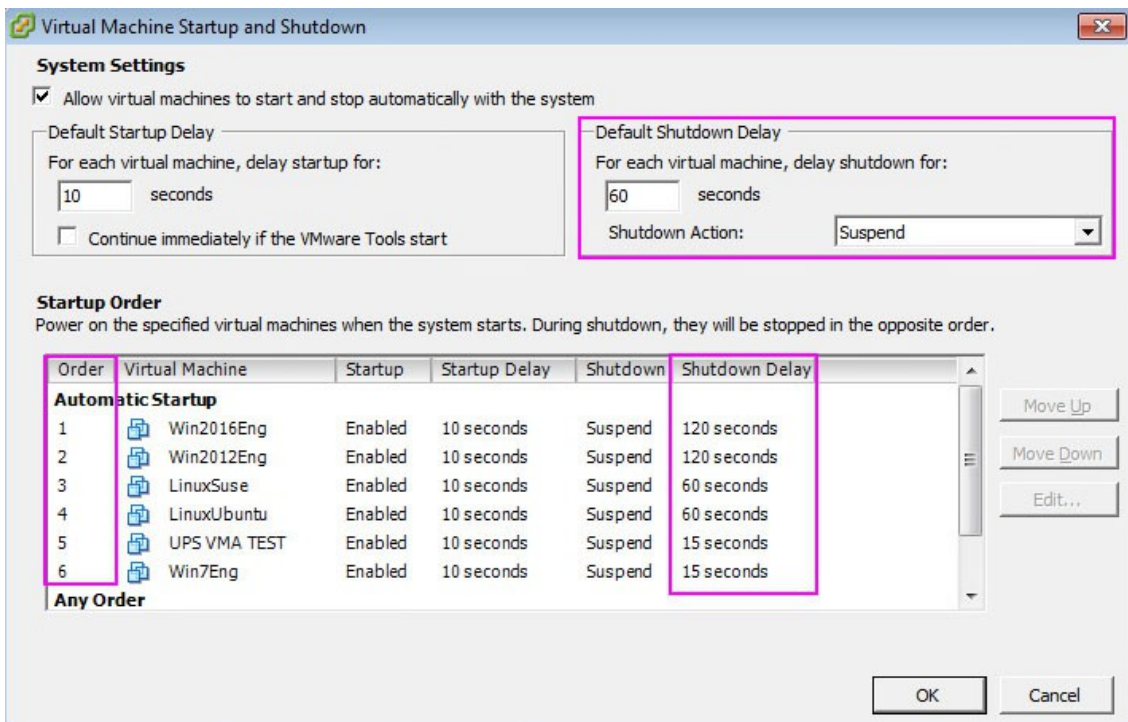 Virtual Machine Startup and Shutdown
System Settings
Allow virtual machines to start and stop automatically with the system
Default Startup Delay
For each virtual machine, delay startup for:
10 seconds
Continue immediately if the VMware Tools start
Default Shutdown Delay
For each virtual machine, delay shutdown for:
60 seconds
Shutdown Action: Suspend
Startup Order
Power on the specified virtual machines when the system starts. During shutdown, they will be stopped in the opposite order.
Order Virtual Machine Startup Startup Delay Shutdown Shutdown Delay
Automatic Startup
1 Win2016Eng Enabled 10 seconds Suspend 120 seconds
2 Win2012Eng Enabled 10 seconds Suspend 120 seconds
3 LinuxSuse Enabled 10 seconds Suspend 60 seconds
4 LinuxUbuntu Enabled 10 seconds Suspend 60 seconds
5 UPS VMA TEST Enabled 10 seconds Suspend 15 seconds
6 Win7Eng Enabled 10 seconds Suspend 15 seconds
Any Order
Move Up
Move Down
Edit...
OK Cancel